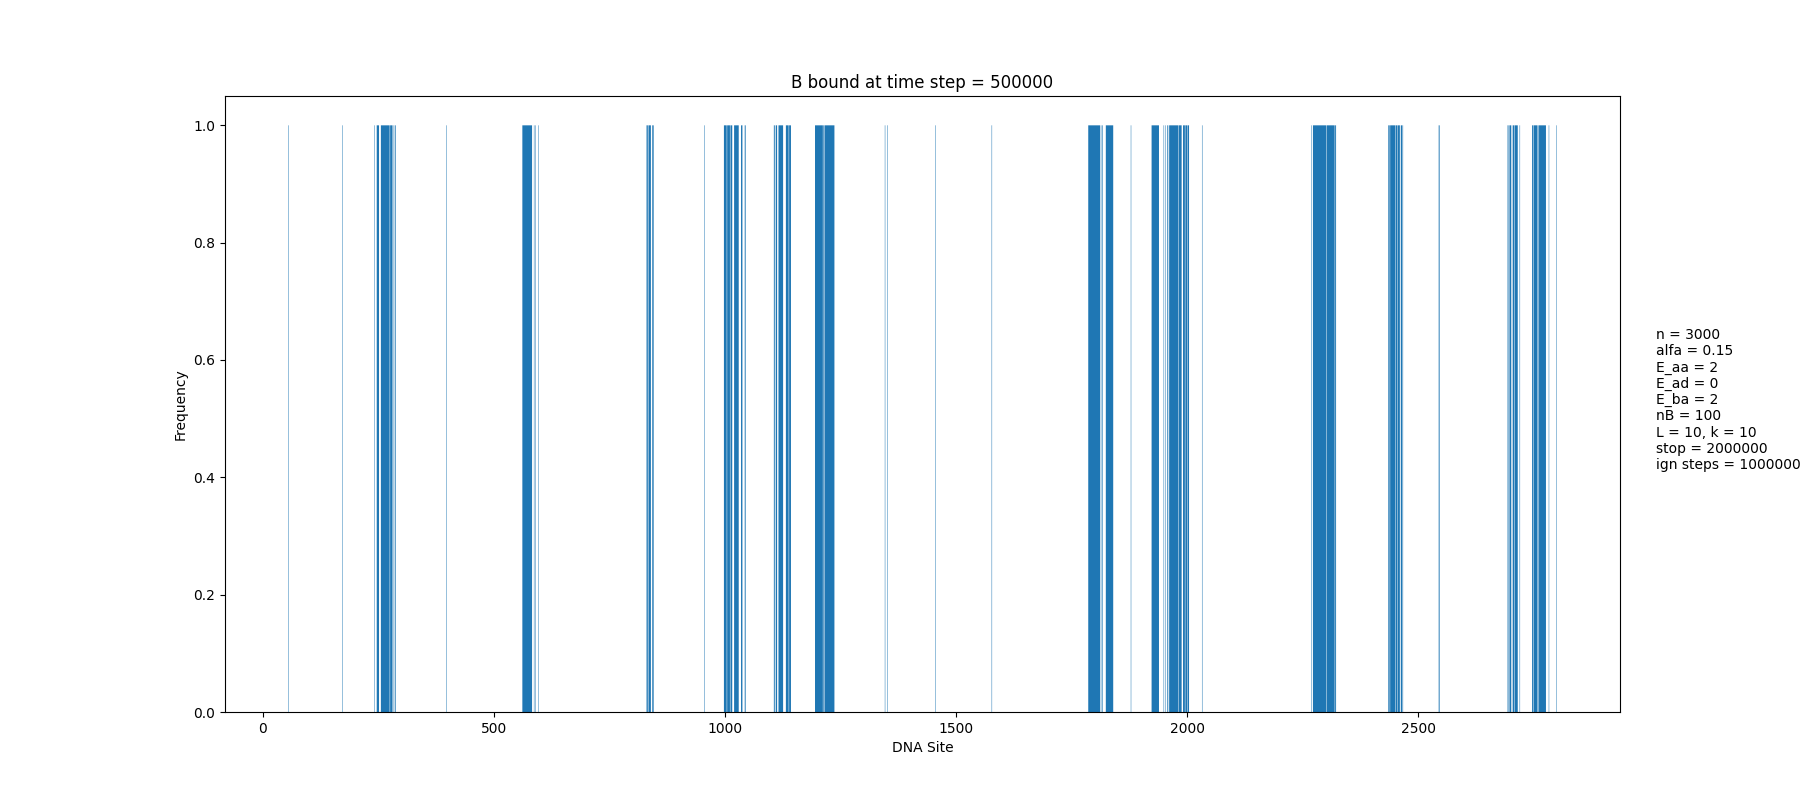 B bound at time step = 500000
1.0
0.8
0.6
0.4
0.2
0.0
Frequency
0 500 1000 1500 2000 2500
DNA Site
n = 3000
alfa = 0.15
E_aa = 2
E_ad = 0
E_ba = 2
nB = 100
L = 10, k = 10
stop = 2000000
ign steps = 1000000